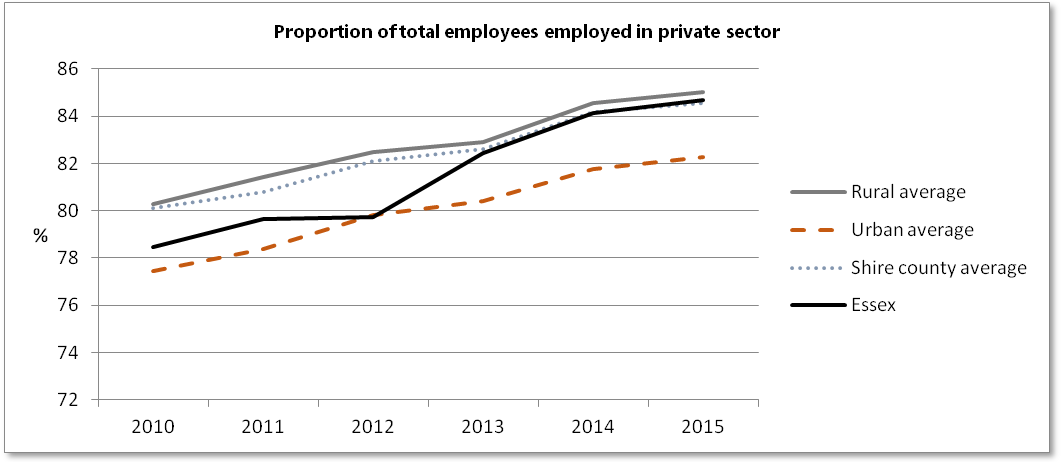 Proportion of total employees employed in private sector
86
84
82
80
78
76
74
72
%
2010 2011 2012 2013 2014 2015
Rural average
Urban average
Shire county average
Essex